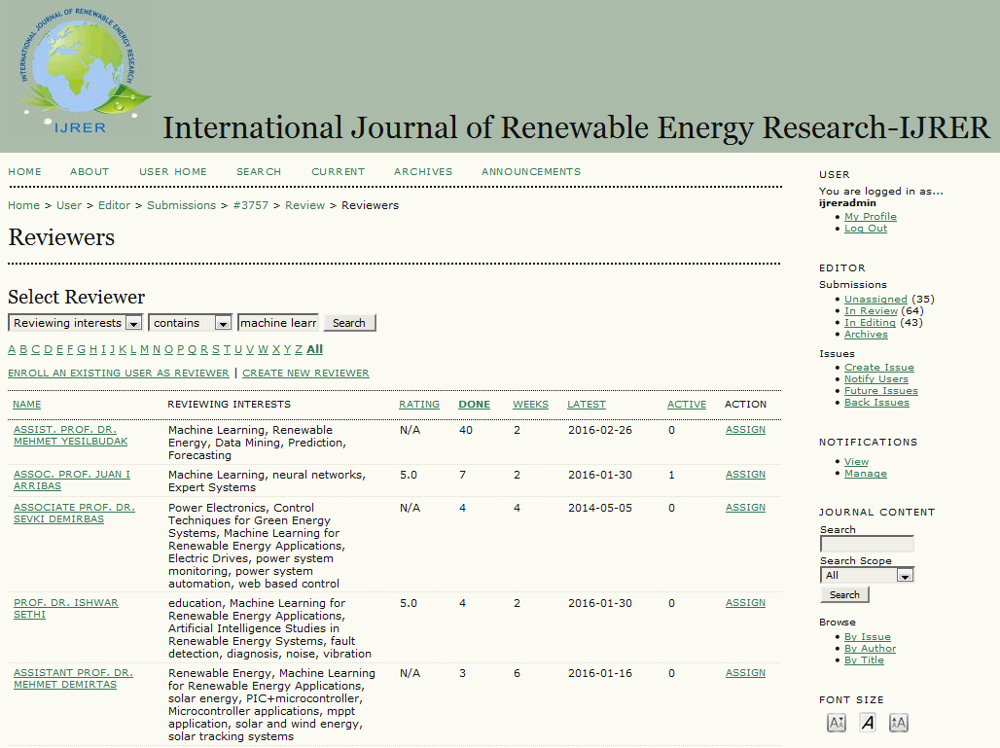 INTERNATIONAL JOURNAL OF RENEWABLE ENERGY RESEARCH
IJRER
International Journal of Renewable Energy Research-IJRER
HOME ABOUT USER HOME SEARCH CURRENT ARCHIVES ANNOUNCEMENTS
Home > User > Editor > Submissions > #3757 > Review > Reviewers
Reviewers
Select Reviewer
Reviewing interests contains machine learr Search
A B C D E F G H I J K L M N O P Q R S T U V W X Y Z All
ENROLL AN EXISTING USER AS REVIEWER | CREATE NEW REVIEWER
NAME REVIEWING INTERESTS RATING DONE WEEKS LATEST ACTIVE ACTION
ASSIST. PROF. DR. Machine Learning, Renewable N/A 40 2 2016-02-26 0 ASSIGN
MEHMET YESILBUDAK Energy, Data Mining, Prediction,
Forecasting
ASSOC. PROF. JUAN I Machine Learning, neural networks, 5.0 7 2 2016-01-30 1 ASSIGN
ARRIBAS Expert Systems
ASSOCIATE PROF. DR. Power Electronics, Control N/A 4 4 2014-05-05 0 ASSIGN
SEVKI DEMIRBAS Techniques for Green Energy
Systems, Machine Learning for
Renewable Energy Applications,
Electric Drives, power system
monitoring, power system
automation, web based control
PROF. DR. ISHWAR education, Machine Learning for 5.0 4 2 2016-01-30 0 ASSIGN
SETHI Renewable Energy Applications,
Artificial Intelligence Studies in
Renewable Energy Systems, fault
detection, diagnosis, noise, vibration
ASSISTANT PROF. DR. Renewable Energy, Machine Learning N/A 3 6 2016-01-16 0 ASSIGN
MEHMET DEMIRTAS for Renewable Energy Applications,
solar energy, PIC+microcontroller,
Microcontroller applications, mppt
application, solar and wind energy,
solar tracking systems
USER
You are logged in as...
ijreradmin
My Profile
Log Out
EDITOR
Submissions
Unassigned (35)
In Review (64)
In Editing (43)
Archives
Issues
Create Issue
Notify Users
Future Issues
Back Issues
NOTIFICATIONS
View
Manage
JOURNAL CONTENT
Search
Search Scope
All
Search
Browse
By Issue
By Author
By Title
FONT SIZE
A A A A A